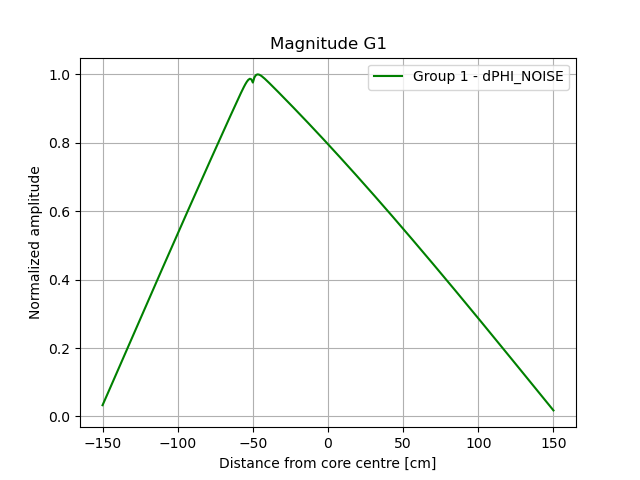 Magnitude G1
Group 1 - dPHI_NOISE
Normalized amplitude
1.0
0.8
0.6
0.4
0.2
0.0
−150 −100 −50 0 50 100 150
Distance from core centre [cm]